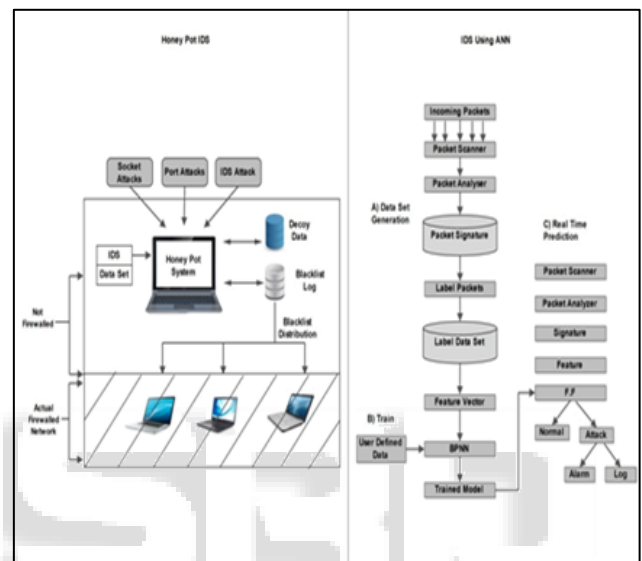 Honey Pot IDS
Socket
Attacks
Port Attacks
IDS Attack
IDS
Data Set
Honey Pot
System
Decoy
Data
Blacklist
Log
Blacklist
Distribution
Not
Firewalled
Actual
Firewalled
Network
IDS Using ANN
Incoming Packets
Packet Scanner
Packet Analyser
A) Data Set
Generation
Packet Signature
Label Packets
Label Data Set
Feature Vector
B) Train
User Defined
Data
BPNN
Trained Model
C) Real Time
Prediction
Packet Scanner
Packet Analyzer
Signature
Feature
F.F
Normal
Attack
Alarm
Log